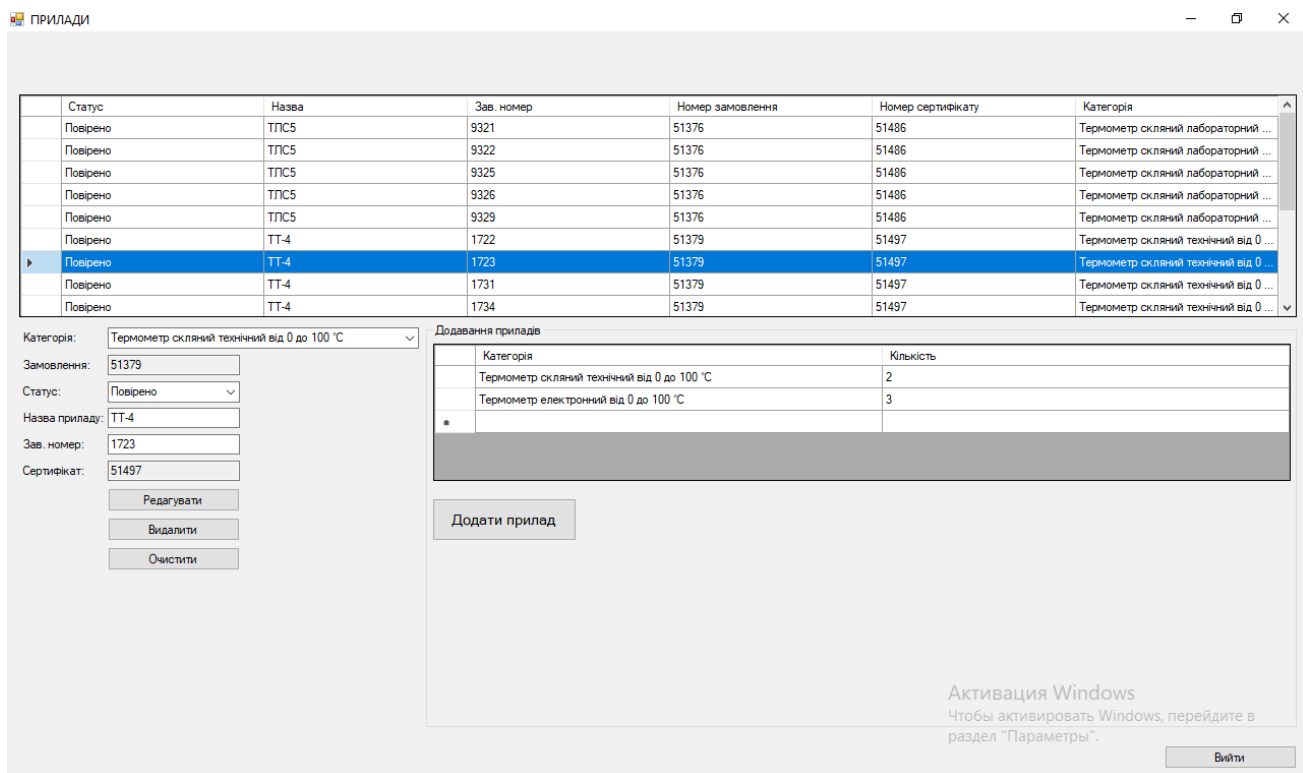 ПРИЛАДИ
Статус Назва Зав. номер Номер замовлення Номер сертифікату Категорія
Повірено ТЛС5 9321 51376 51486 Термометр скляний лабораторний ...
Повірено ТЛС5 9322 51376 51486 Термометр скляний лабораторний ...
Повірено ТЛС5 9325 51376 51486 Термометр скляний лабораторний ...
Повірено ТЛС5 9326 51376 51486 Термометр скляний лабораторний ...
Повірено ТЛС5 9329 51376 51486 Термометр скляний лабораторний ...
Повірено ТТ-4 1722 51379 51497 Термометр скляний технічний від 0 ...
Повірено ТТ-4 1723 51379 51497 Термометр скляний технічний від 0 ...
Повірено ТТ-4 1731 51379 51497 Термометр скляний технічний від 0 ...
Повірено ТТ-4 1734 51379 51497 Термометр скляний технічний від 0 ...
Категорія: Термометр скляний технічний від 0 до 100 °С
Замовлення: 51379
Статус: Повірено
Назва приладу: ТТ-4
Зав. номер: 1723
Сертифікат: 51497
Редагувати
Видалити
Очистити
Додавання приладів
Категорія Кількість
Термометр скляний технічний від 0 до 100 °С 2
Термометр електронний від 0 до 100 °С 3
Додати прилад
Активация Windows
Чтобы активировать Windows, перейдите в
раздел "Параметры".
Вийти